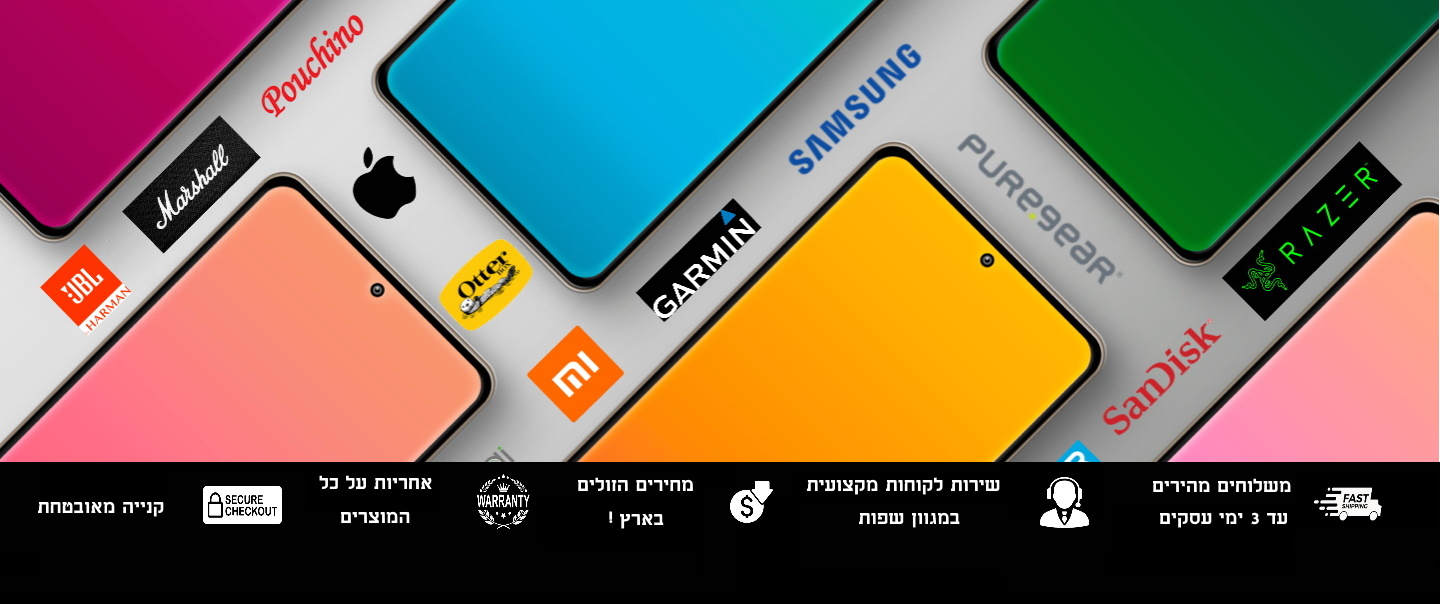 Pouchino
SAMSUNG
Marshall
PUREgear
RAZER
JBL
HARMAN
Otter
BOX
GARMIN
mi
SanDisk
משלוחים מהירים
עד 3 ימי עסקים
FAST
SHIPPING
שירות לקוחות מקצועית
במגוון שפות
$
מחירים הזולים
בארץ !
WARRANTY
אחריות על כל
המוצרים
SECURE
CHECKOUT
קנייה מאובטחת